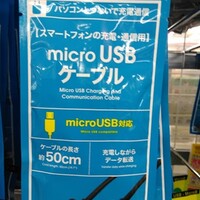 パソコンとつないで充電通信
【スマートフォンの充電・通信用】
micro USB
ケーブル
Micro USB Charging And
Communication Cable
microUSB対応
Micro USB compatible
ケーブルの長さ
約50cm
充電しながら
データ転送